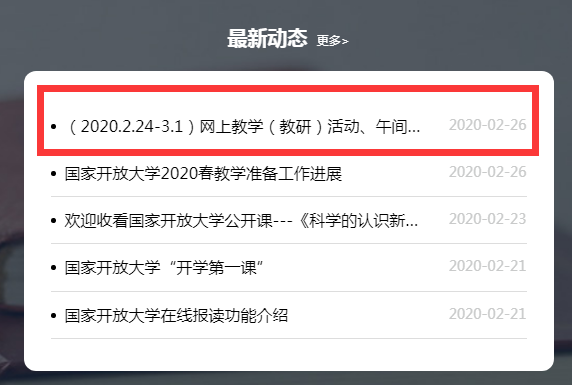 最新动态 更多>
（2020.2.24-3.1）网上教学（教研）活动、午间... 2020-02-26
国家开放大学2020春教学准备工作进展 2020-02-26
欢迎收看国家开放大学公开课---《科学的认识新... 2020-02-23
国家开放大学“开学第一课” 2020-02-21
国家开放大学在线报读功能介绍 2020-02-21